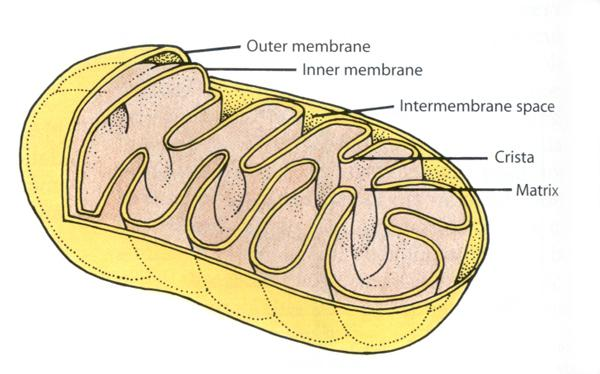 Outer membrane
Inner membrane
Intermembrane space
Crista
Matrix